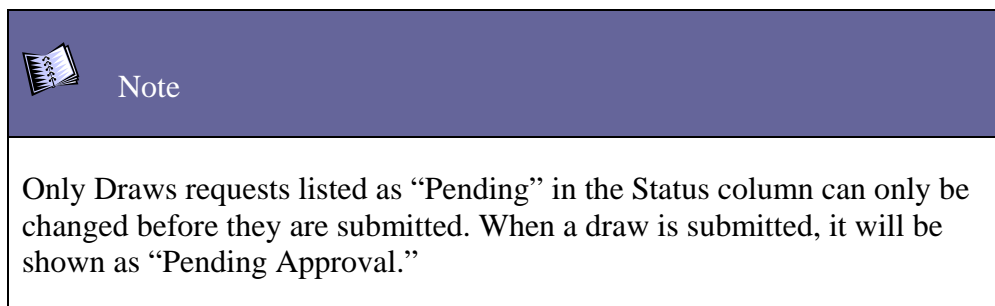 Note
Only Draws requests listed as “Pending” in the Status column can only be
changed before they are submitted. When a draw is submitted, it will be
shown as “Pending Approval.”